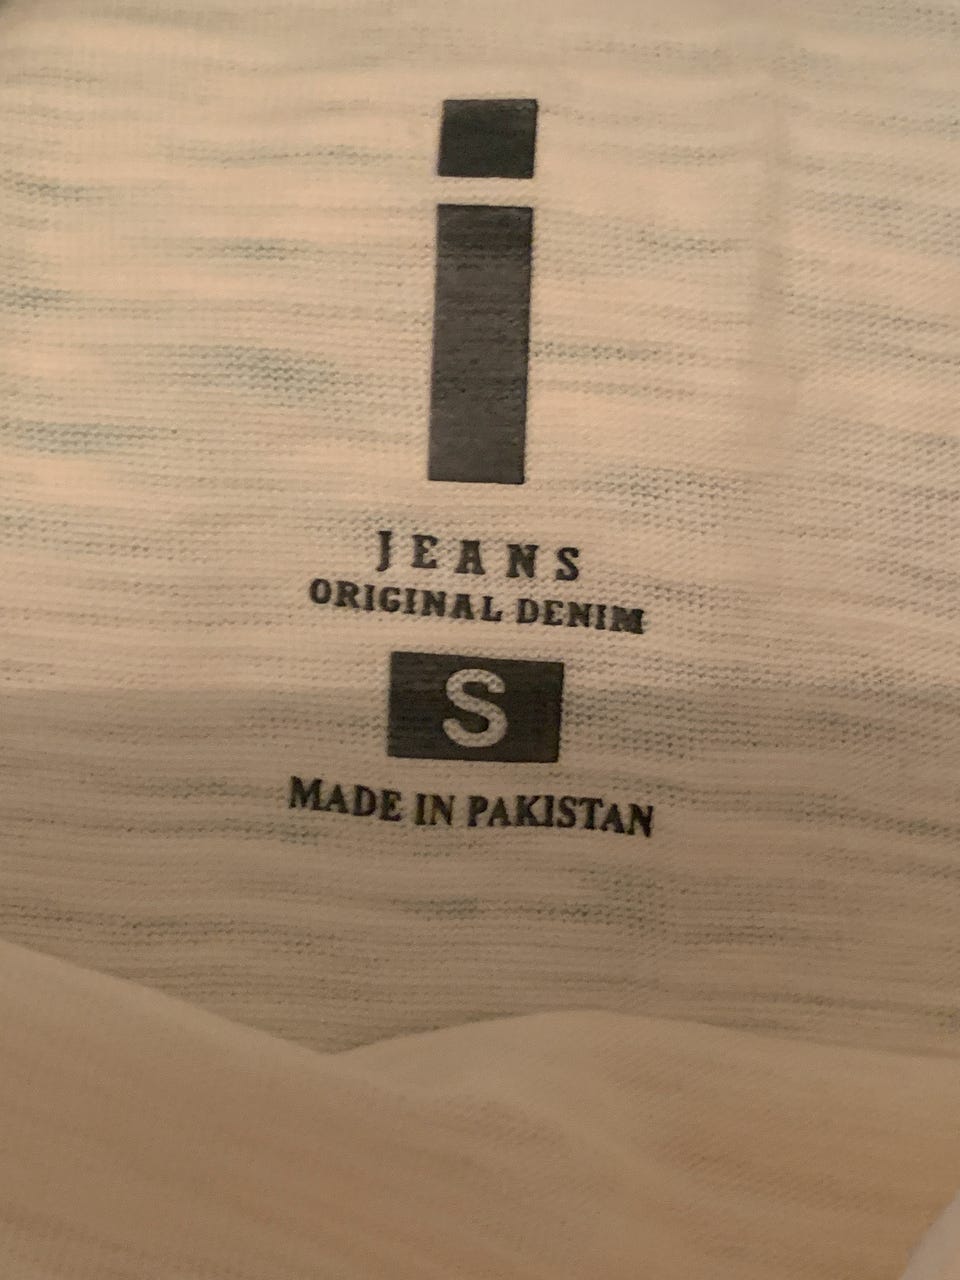 i
JEANS
ORIGINAL DENIM
S
MADE IN PAKISTAN